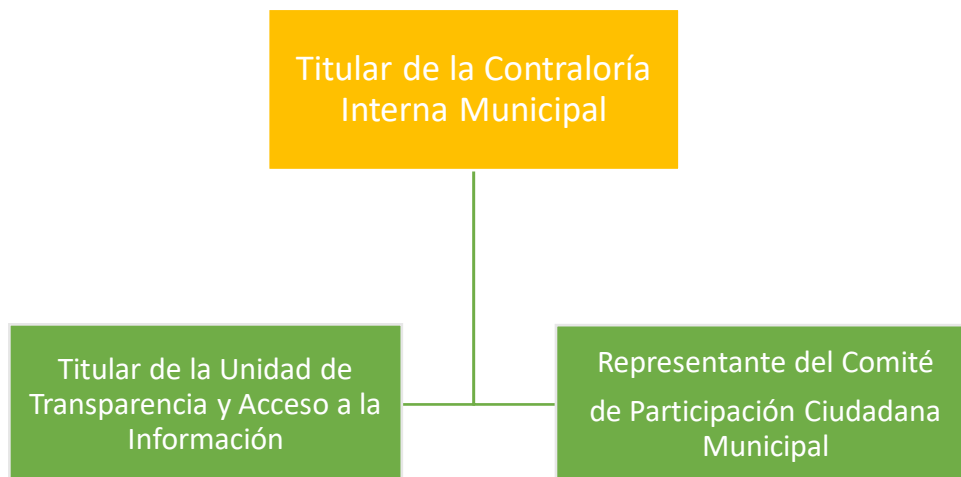 Titular de la Contraloría
Interna Municipal
Titular de la Unidad de
Transparencia y Acceso a la
Información
Representante del Comité
de Participación Ciudadana
Municipal